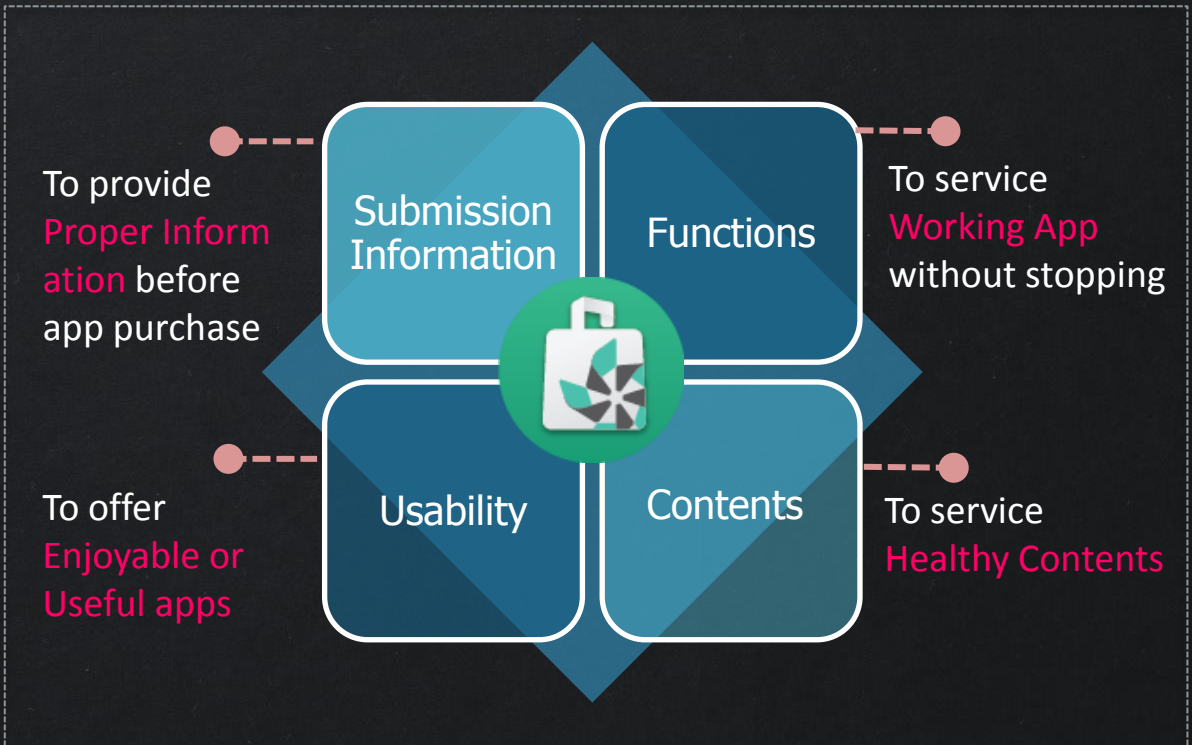 To provide
Proper Inform
ation before
app purchase
Submission
Information
Functions
To service
Working App
without stopping
To offer
Enjoyable or
Useful apps
Usability
Contents
To service
Healthy Contents